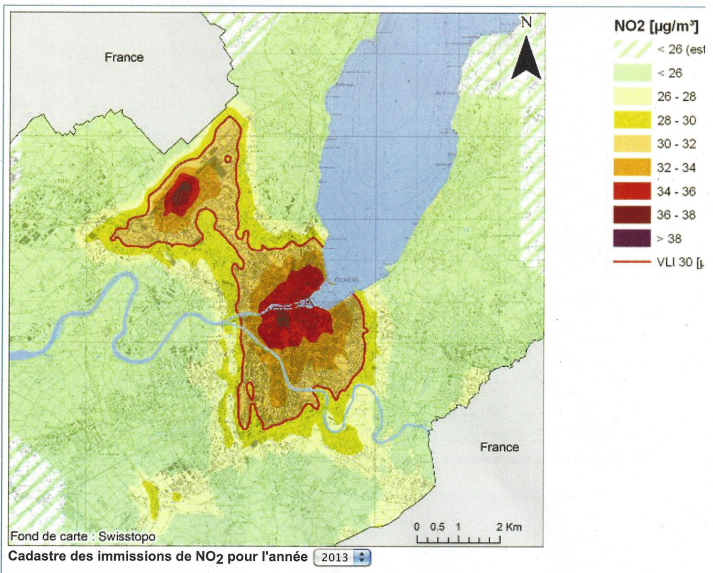 France
N
GENEVE
France
Fond de carte : Swisstopo
0 0.5 1 2 Km
Cadastre des immissions de NO2 pour l'année 2013
NO2 [µg/m³]
< 26 (est
< 26
26 - 28
28 - 30
30 - 32
32 - 34
34 - 36
36 - 38
> 38
VLI 30 [µ